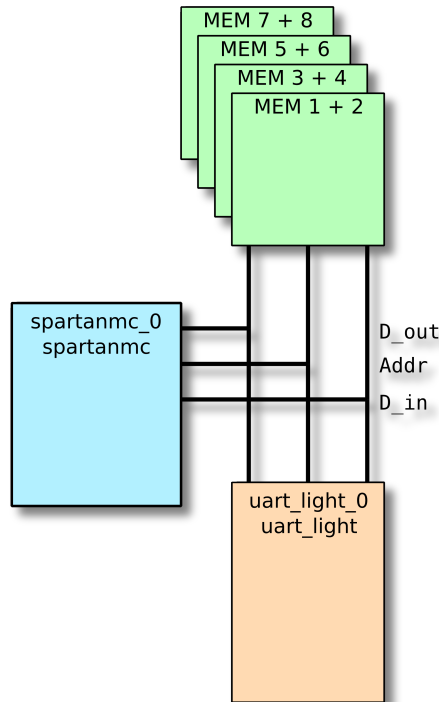 MEM 7 + 8
MEM 5 + 6
MEM 3 + 4
MEM 1 + 2
spartanmc_0
spartanmc
D_out
Addr
D_in
uart_light_0
uart_light